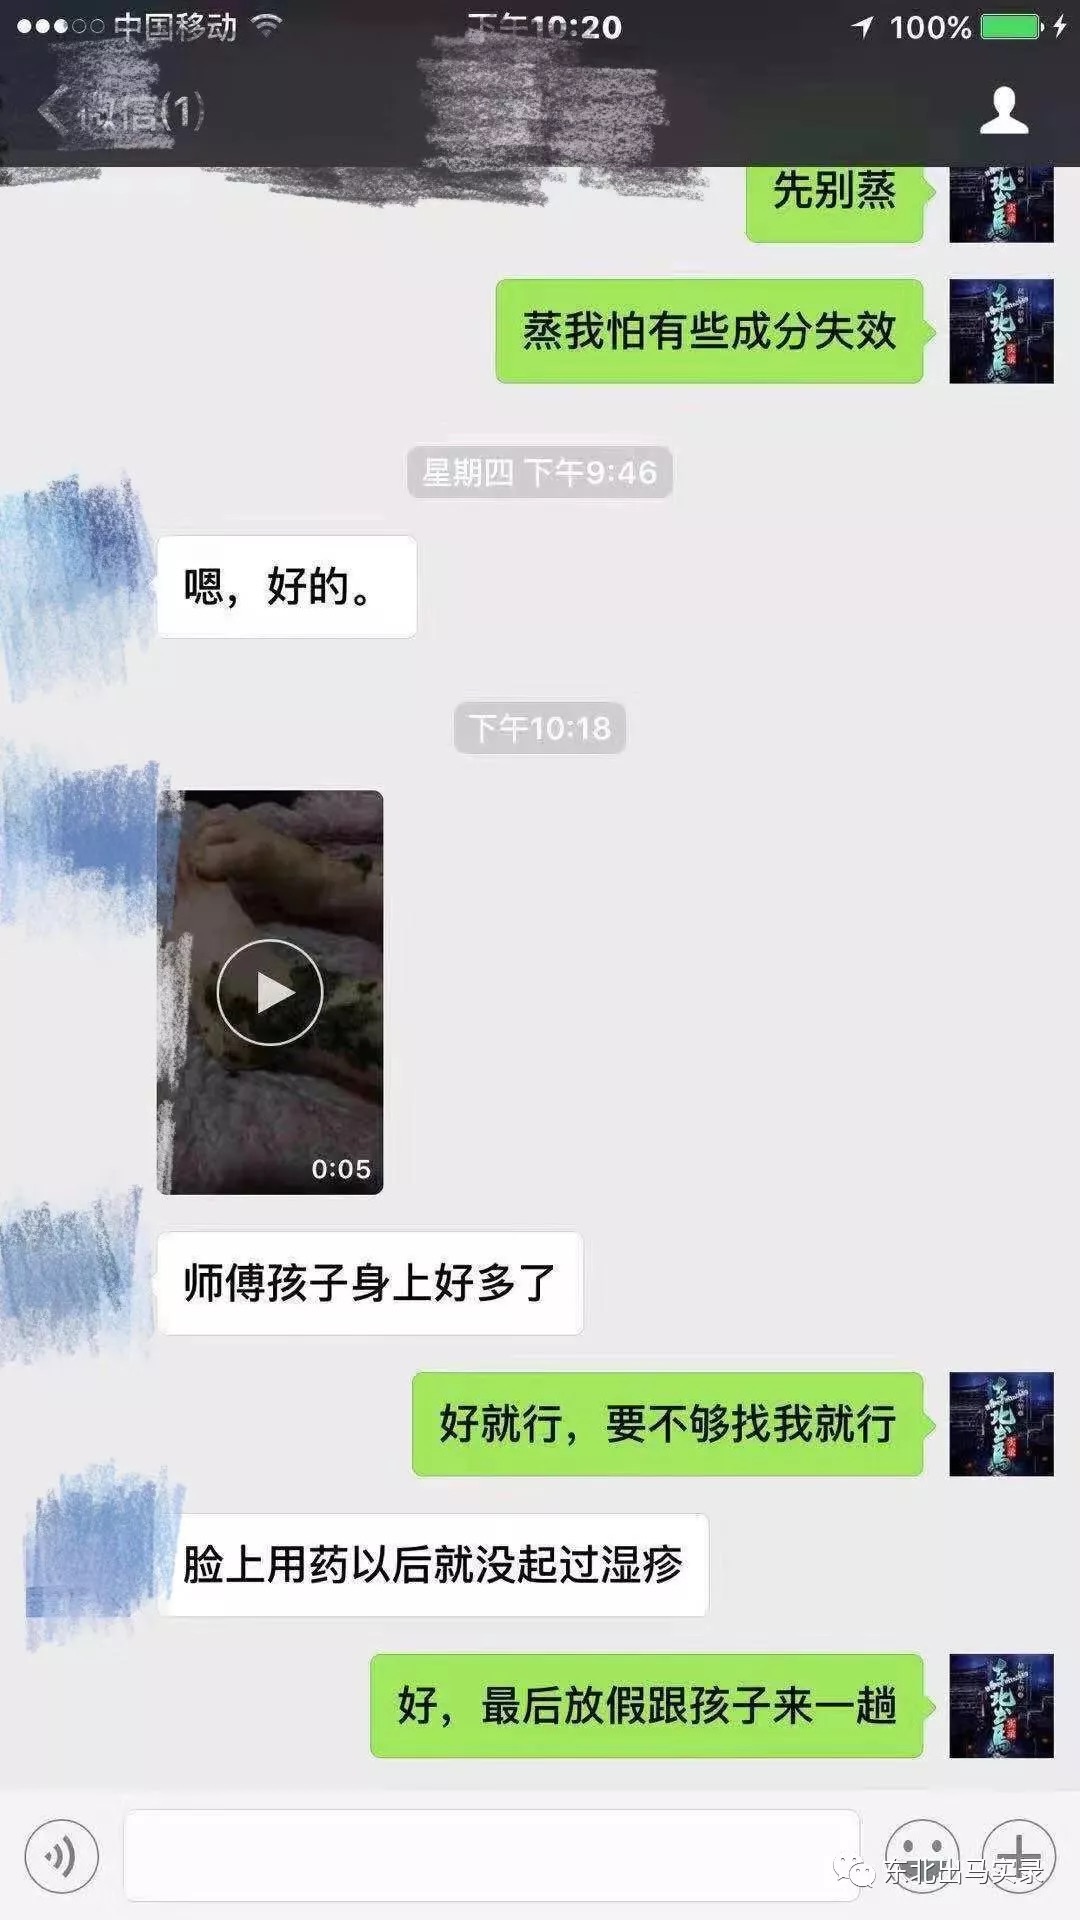 中国移动
下午10:20
100%
微信(1)
先别蒸
蒸我怕有些成分失效
星期四 下午9:46
嗯，好的。
下午10:18
0:05
师傅孩子身上好多了
好就行，要不够找我就行
脸上用药以后就没起过湿疹
好，最后放假跟孩子来一趟
东北出马实录